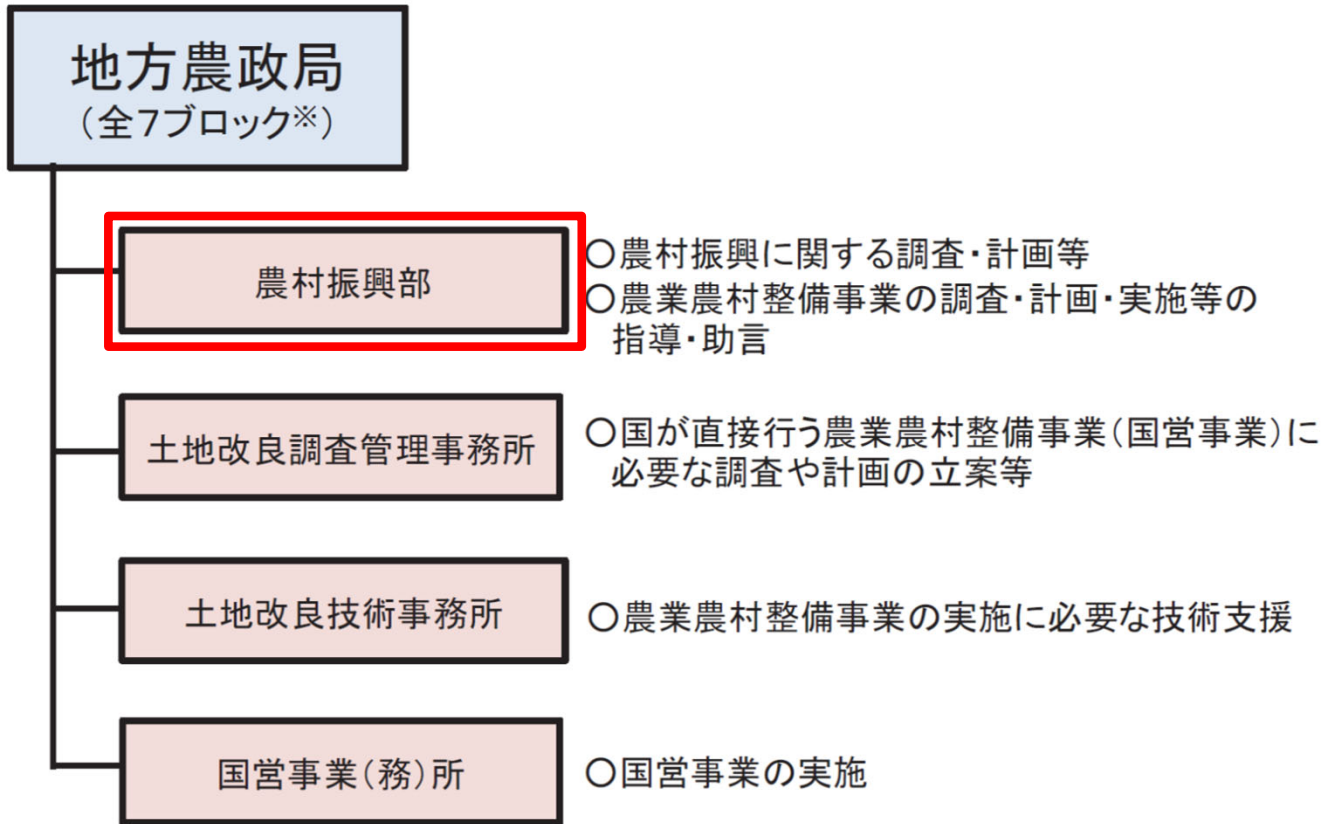 地方農政局
（全７ブロック※）
農村振興部
〇農村振興に関する調査・計画等
〇農業農村整備事業の調査・計画・実施等の
指導・助言
土地改良調査管理事務所
〇国が直接行う農業農村整備事業（国営事業）に
必要な調査や計画の立案等
土地改良技術事務所
〇農業農村整備事業の実施に必要な技術支援
国営事業（務）所
〇国営事業の実施